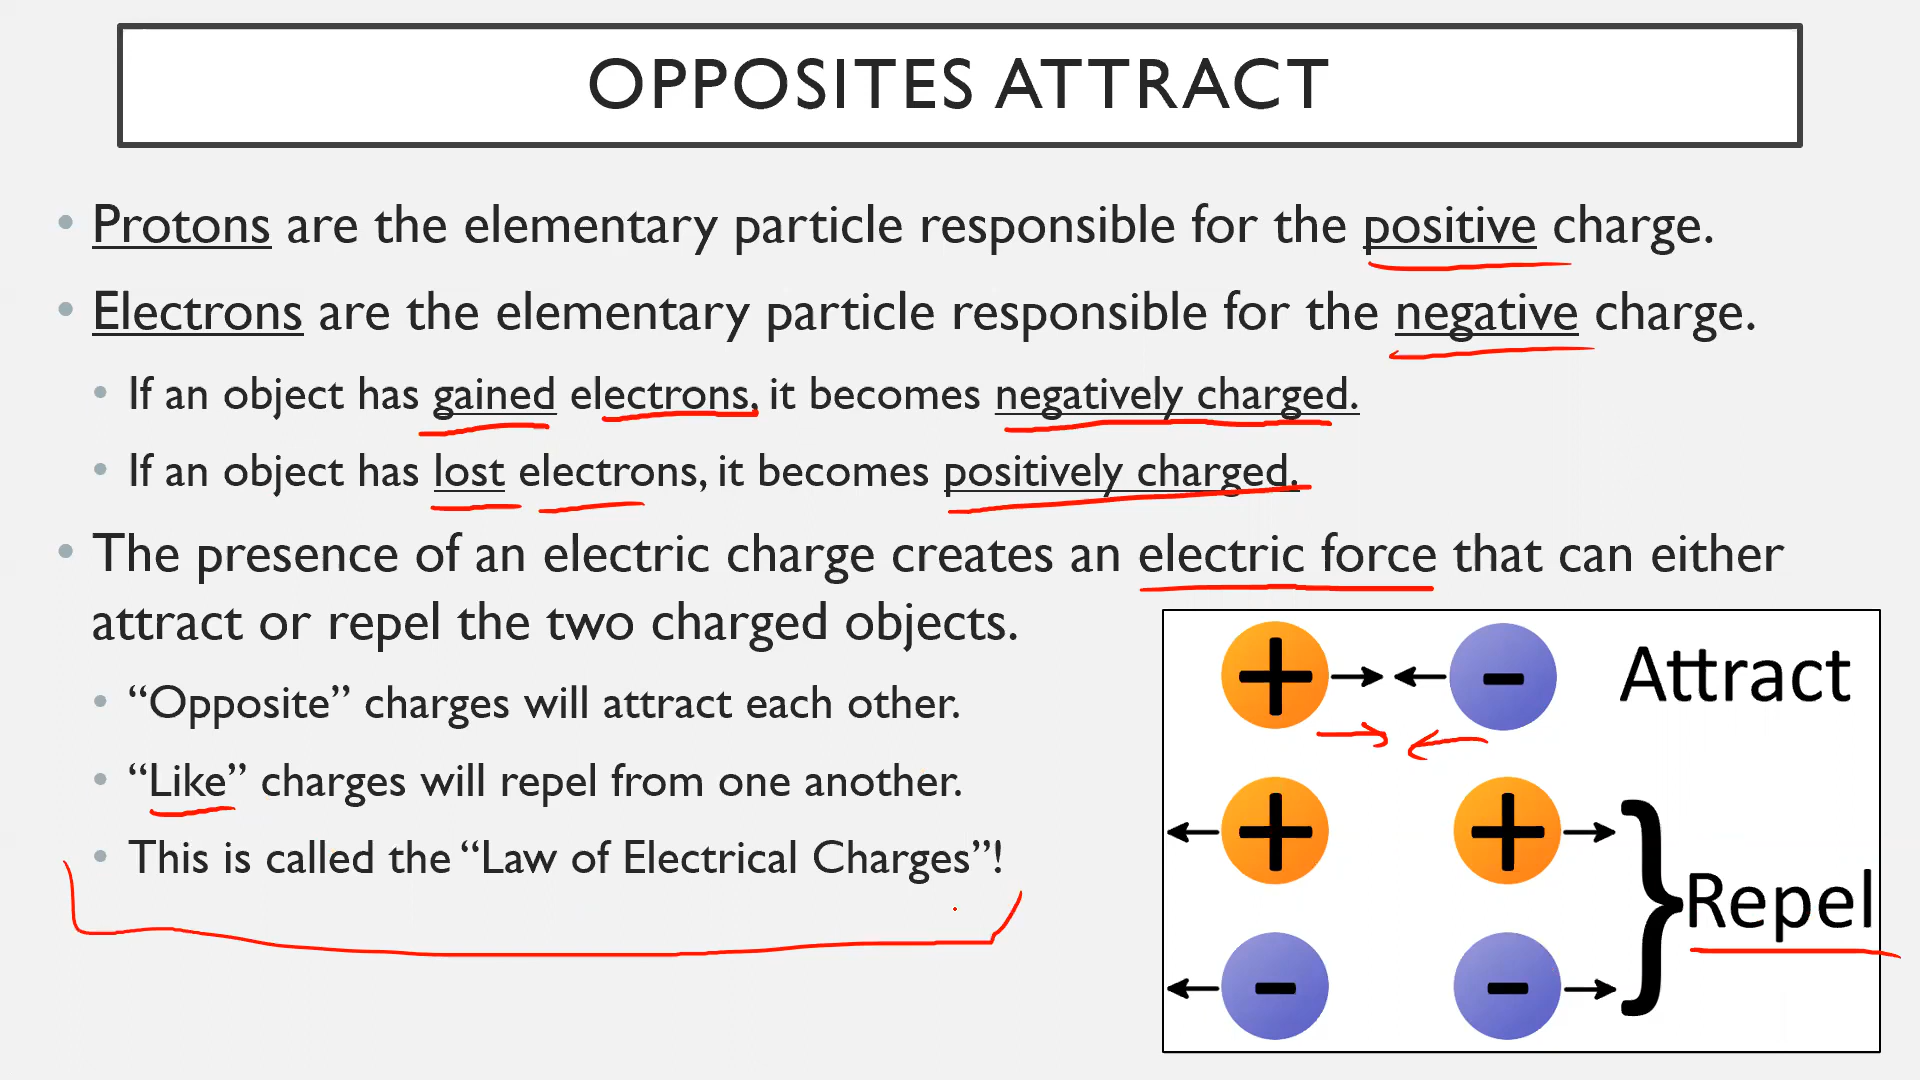 OPPOSITES ATTRACT
• Protons are the elementary particle responsible for the positive charge.
• Electrons are the elementary particle responsible for the negative charge.
• If an object has gained electrons, it becomes negatively charged.
• If an object has lost electrons, it becomes positively charged.
• The presence of an electric charge creates an electric force that can either
attract or repel the two charged objects.
• “Opposite” charges will attract each other.
• “Like” charges will repel from one another.
• This is called the “Law of Electrical Charges”!
+ - Attract
+ +
Repel
- -